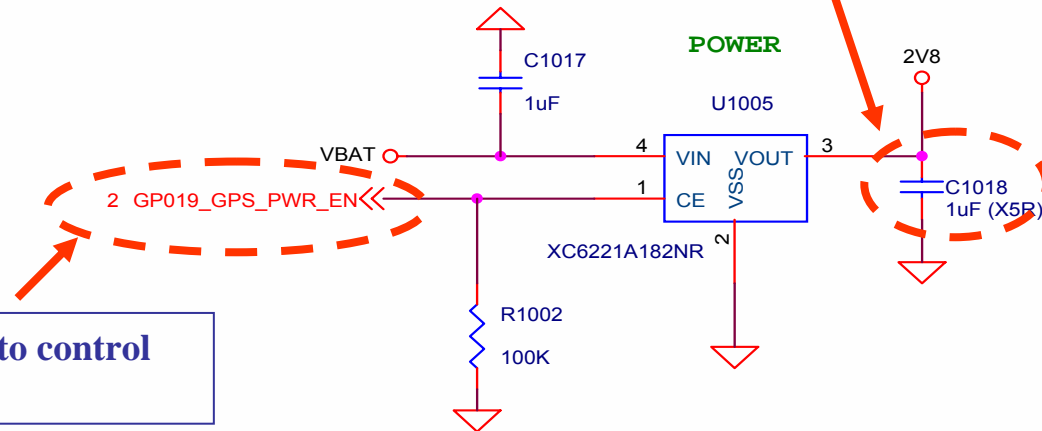 POWER
C1017
1uF
2V8
U1005
VBAT
4 VIN VOUT 3
2 GP019_GPS_PWR_EN
1 CE VSS
C1018
1uF (X5R)
2
XC6221A182NR
R1002
100K
to control